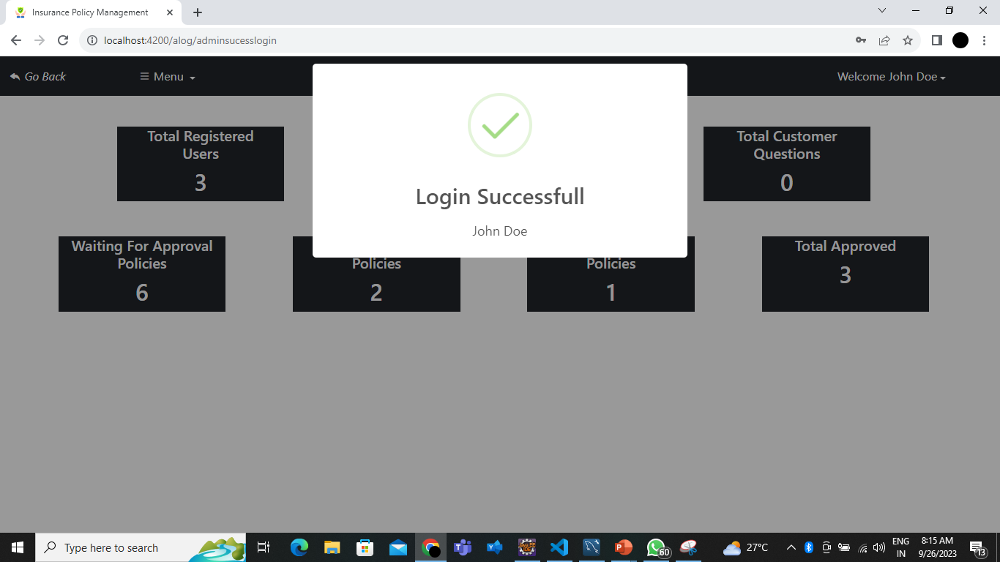 Insurance Policy Management
localhost:4200/alog/adminsucesslogin
Go Back
Menu
Welcome John Doe
Login Successfull
John Doe
Total Registered
Users
3
Total Customer
Questions
0
Waiting For Approval
Policies
6
Policies
2
Policies
1
Total Approved
3
Type here to search
60
27°C
ENG
IN
8:15 AM
9/26/2023
13